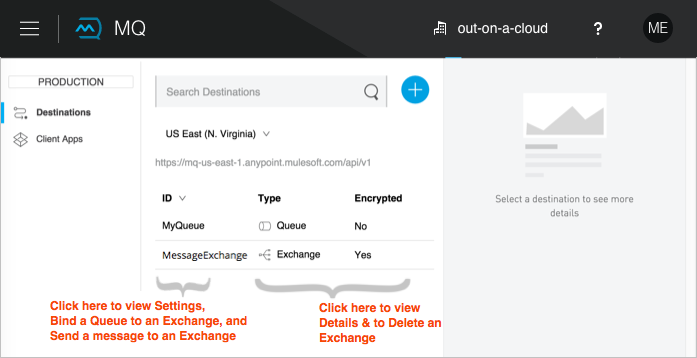 MQ
out-on-a-cloud
?
ME
PRODUCTION
Destinations
Client Apps
Search Destinations
US East (N. Virginia)
https://mq-us-east-1.anypoint.mulesoft.com/api/v1
ID Type Encrypted
MyQueue Queue No
MessageExchange Exchange Yes
Click here to view Settings,
Bind a Queue to an Exchange, and
Send a message to an Exchange
Click here to view
Details & to Delete an
Exchange
Select a destination to see more
details